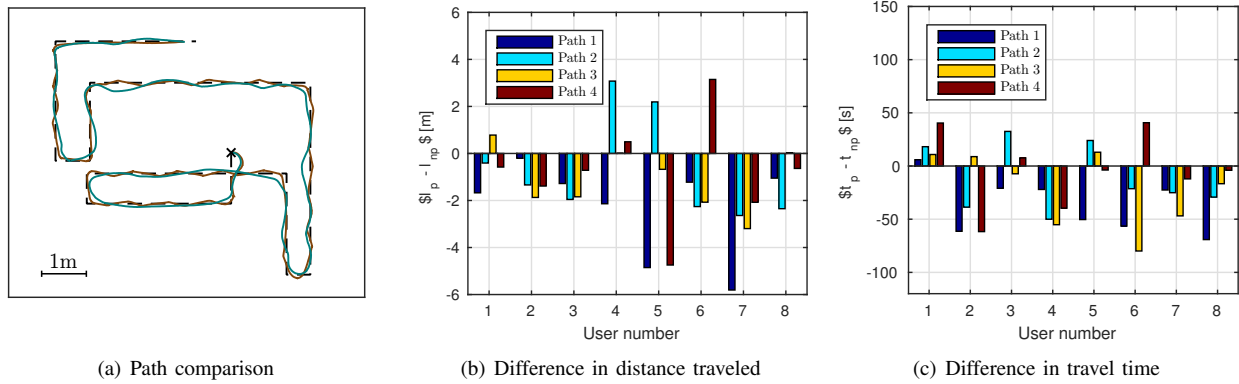 1m
(a) Path comparison
6
4
2
0
-2
-4
-6
$l_p - l_np $ [m]
Path 1
Path 2
Path 3
Path 4
1 2 3 4 5 6 7 8
User number
(b) Difference in distance traveled
150
100
50
0
-50
-100
$t_p - t_np $ [s]
Path 1
Path 2
Path 3
Path 4
1 2 3 4 5 6 7 8
User number
(c) Difference in travel time